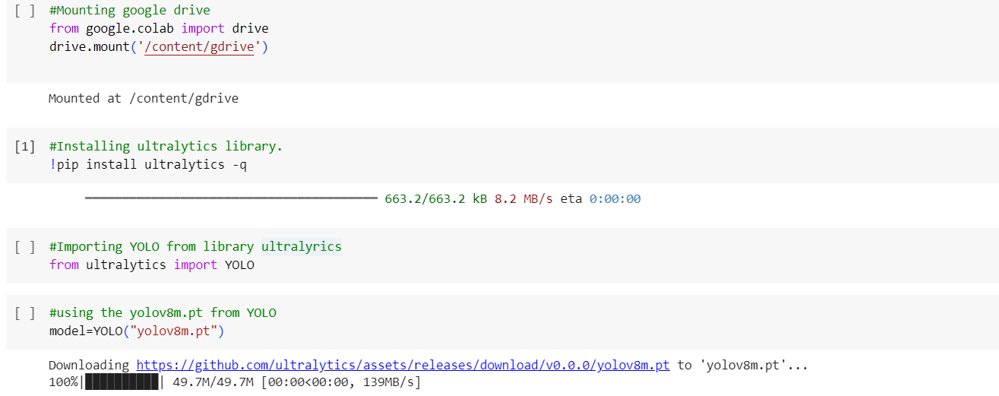 [ ] #Mounting google drive
from google.colab import drive
drive.mount('/content/gdrive')
Mounted at /content/gdrive
[1] #Installing ultralytics library.
!pip install ultralytics -q
663.2/663.2 kB 8.2 MB/s eta 0:00:00
[ ] #Importing YOLO from library ultralyrics
from ultralytics import YOLO
[ ] #using the yolov8m.pt from YOLO
model=YOLO("yolov8m.pt")
Downloading https://github.com/ultralytics/assets/releases/download/v0.0.0/yolov8m.pt to 'yolov8m.pt'...
100%|██████████| 49.7M/49.7M [00:00<00:00, 139MB/s]